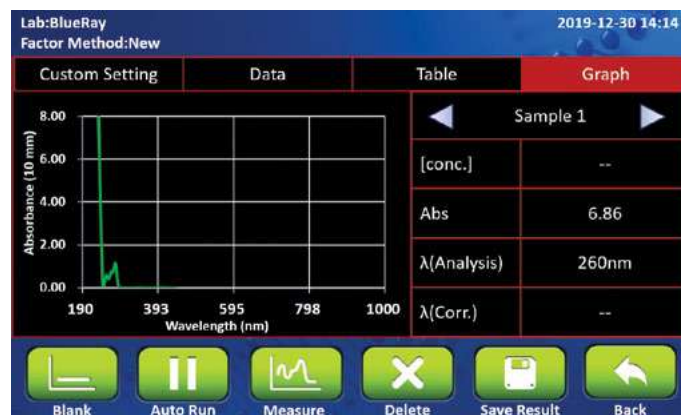 Lab:BlueRay
2019-12-30 14:14
Factor Method:New
Custom Setting
Data
Table
Graph
8.00
6.00
4.00
2.00
0.00
Absorbance (10 mm)
190
393
595
798
1000
Wavelength (nm)
Sample 1
[conc.]
--
Abs
6.86
λ(Analysis)
260nm
λ(Corr.)
--
Blank
Auto Run
Measure
Delete
Save Result
Back